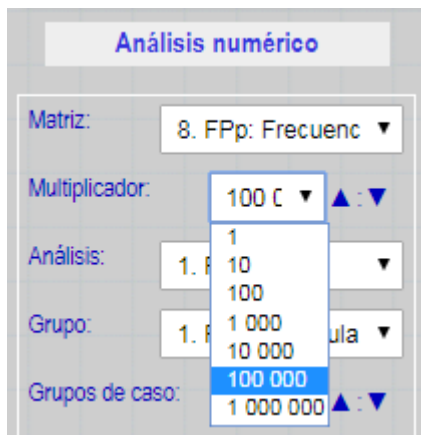 Análisis numérico
Matriz: 8. FPp: Frecuenc ▼
Multiplicador: 100 ▼ ▲ : ▼
1
Análisis: 1. ▼
10
100
Grupo: 1. ula ▼
1 000
10 000
100 000
Grupos de caso: ▲ : ▼
1 000 000